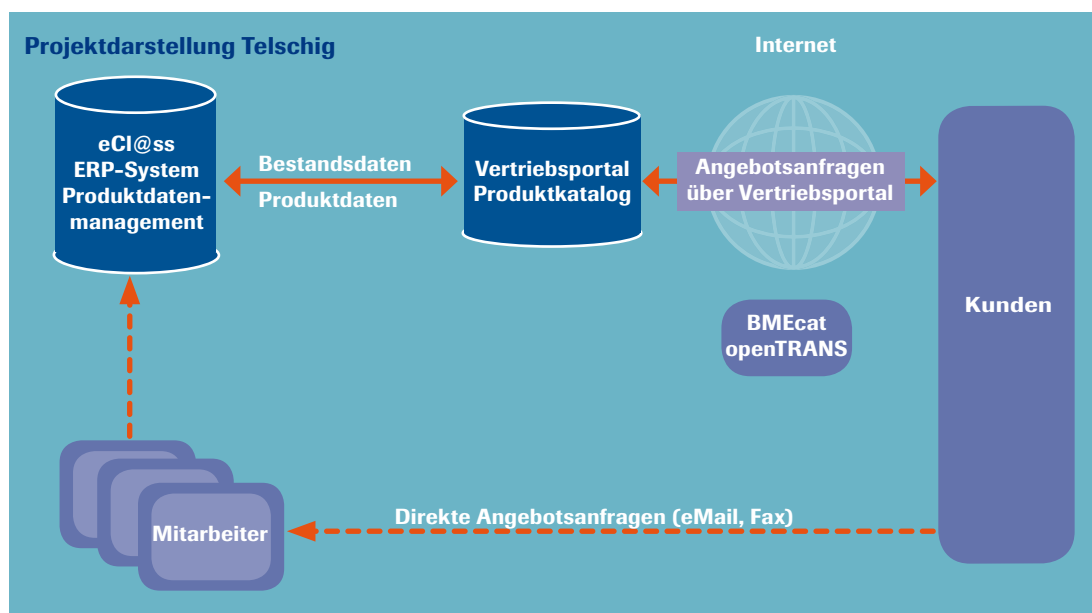 Projektdarstellung Telschig
Internet
eCl@ss
ERP-System
Produktdaten-
management
Bestandsdaten
Produktdaten
Vertriebsportal
Produktkatalog
Angebotsanfragen
über Vertriebsportal
Kunden
BMEcat
openTRANS
Mitarbeiter
Direkte Angebotsanfragen (eMail, Fax)